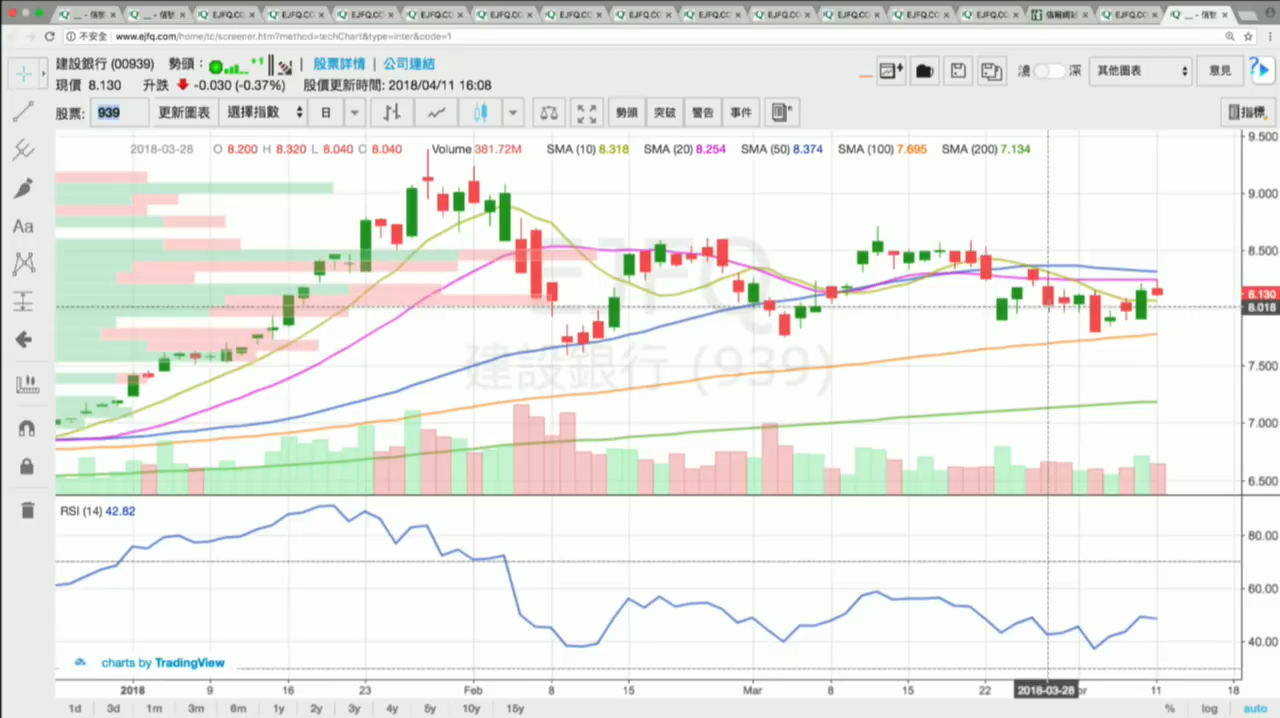 不安全 www.ejfq.com/home/tc/screener.htm?method=techChart&type=inter&code=1
建設銀行 (00939) 勢頭： +1 股票詳情 公司連結
現價 8.130 升跌 -0.030 (-0.37%) 股價更新時間: 2018/04/11 16:08
淺 深 其他圖表 意見
股票: 939 更新圖表 選擇指數 日 勢頭 突破 警告 事件 指標
2018-03-28 O 8.200 H 8.320 L 8.040 C 8.040 Volume 381.72M SMA (10) 8.318 SMA (20) 8.254 SMA (50) 8.374 SMA (100) 7.695 SMA (200) 7.134
Aa
EJFQ
建設銀行 (939)
9.500
9.000
8.500
8.130
8.018
7.500
7.000
6.500
RSI (14) 42.82
80.00
60.00
40.00
charts by TradingView
2018 9 16 23 Feb 8 15 Mar 8 15 22 2018-03-28 11 18
1d 3d 1m 3m 6m 1y 2y 3y 4y 5y 10y 15y % log auto